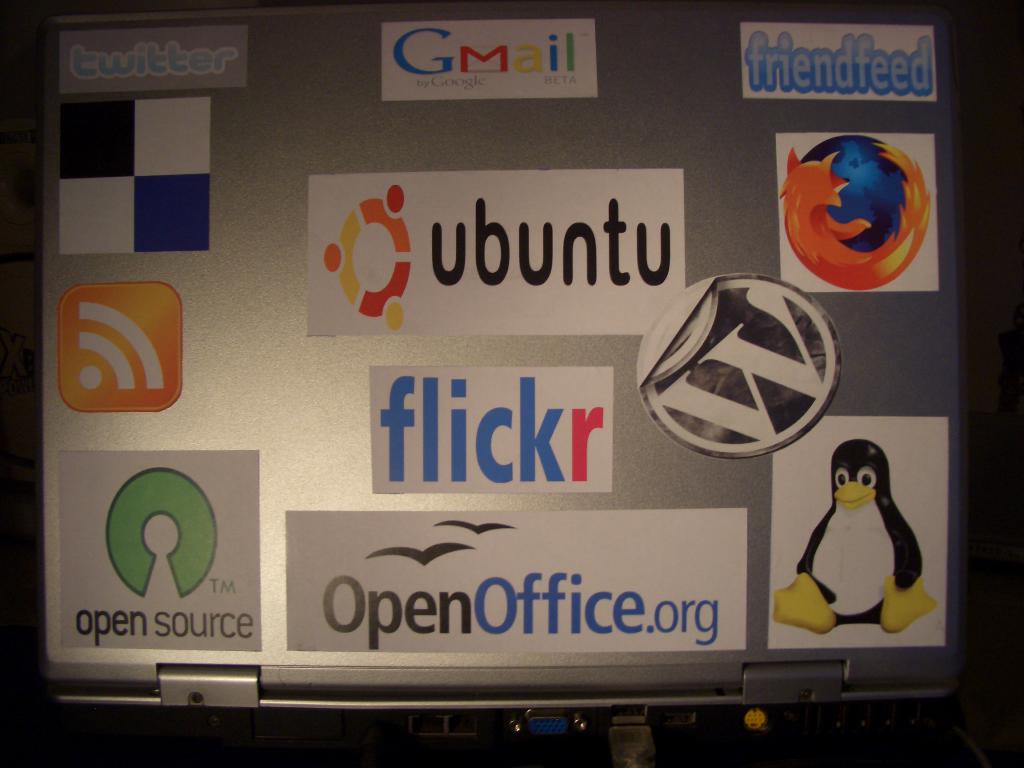 twitter
Gmail
by Google
BETA
friendfeed
ubuntu
W
flickr
TM
open source
OpenOffice.org